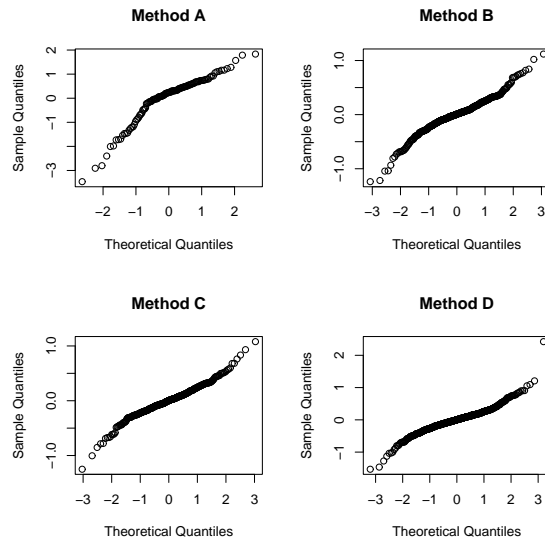 Method A
Sample Quantiles
2
1
0
−1
−3
−2 −1 0 1 2
Theoretical Quantiles
Method B
Sample Quantiles
1.0
0.0
−1.0
−3 −2 −1 0 1 2 3
Theoretical Quantiles
Method C
Sample Quantiles
1.0
0.0
−1.0
−3 −2 −1 0 1 2 3
Theoretical Quantiles
Method D
Sample Quantiles
2
1
0
−1
−3 −2 −1 0 1 2 3
Theoretical Quantiles